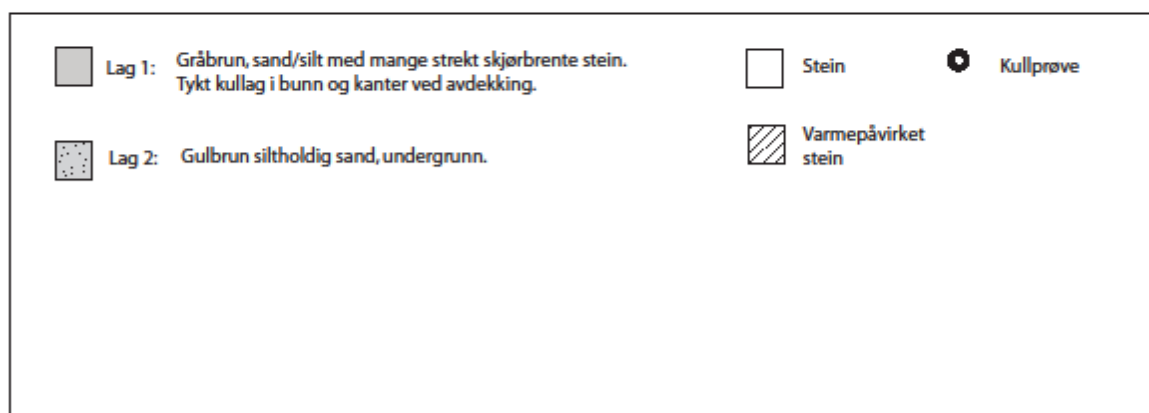 Lag 1: Gråbrun, sand/silt med mange strekt skjørbrente stein.
Tykt kullag i bunn og kanter ved avdekking.
Lag 2: Gulbrun siltholdig sand, undergrunn.
Stein
Varmepåvirket
stein
Kullprøve